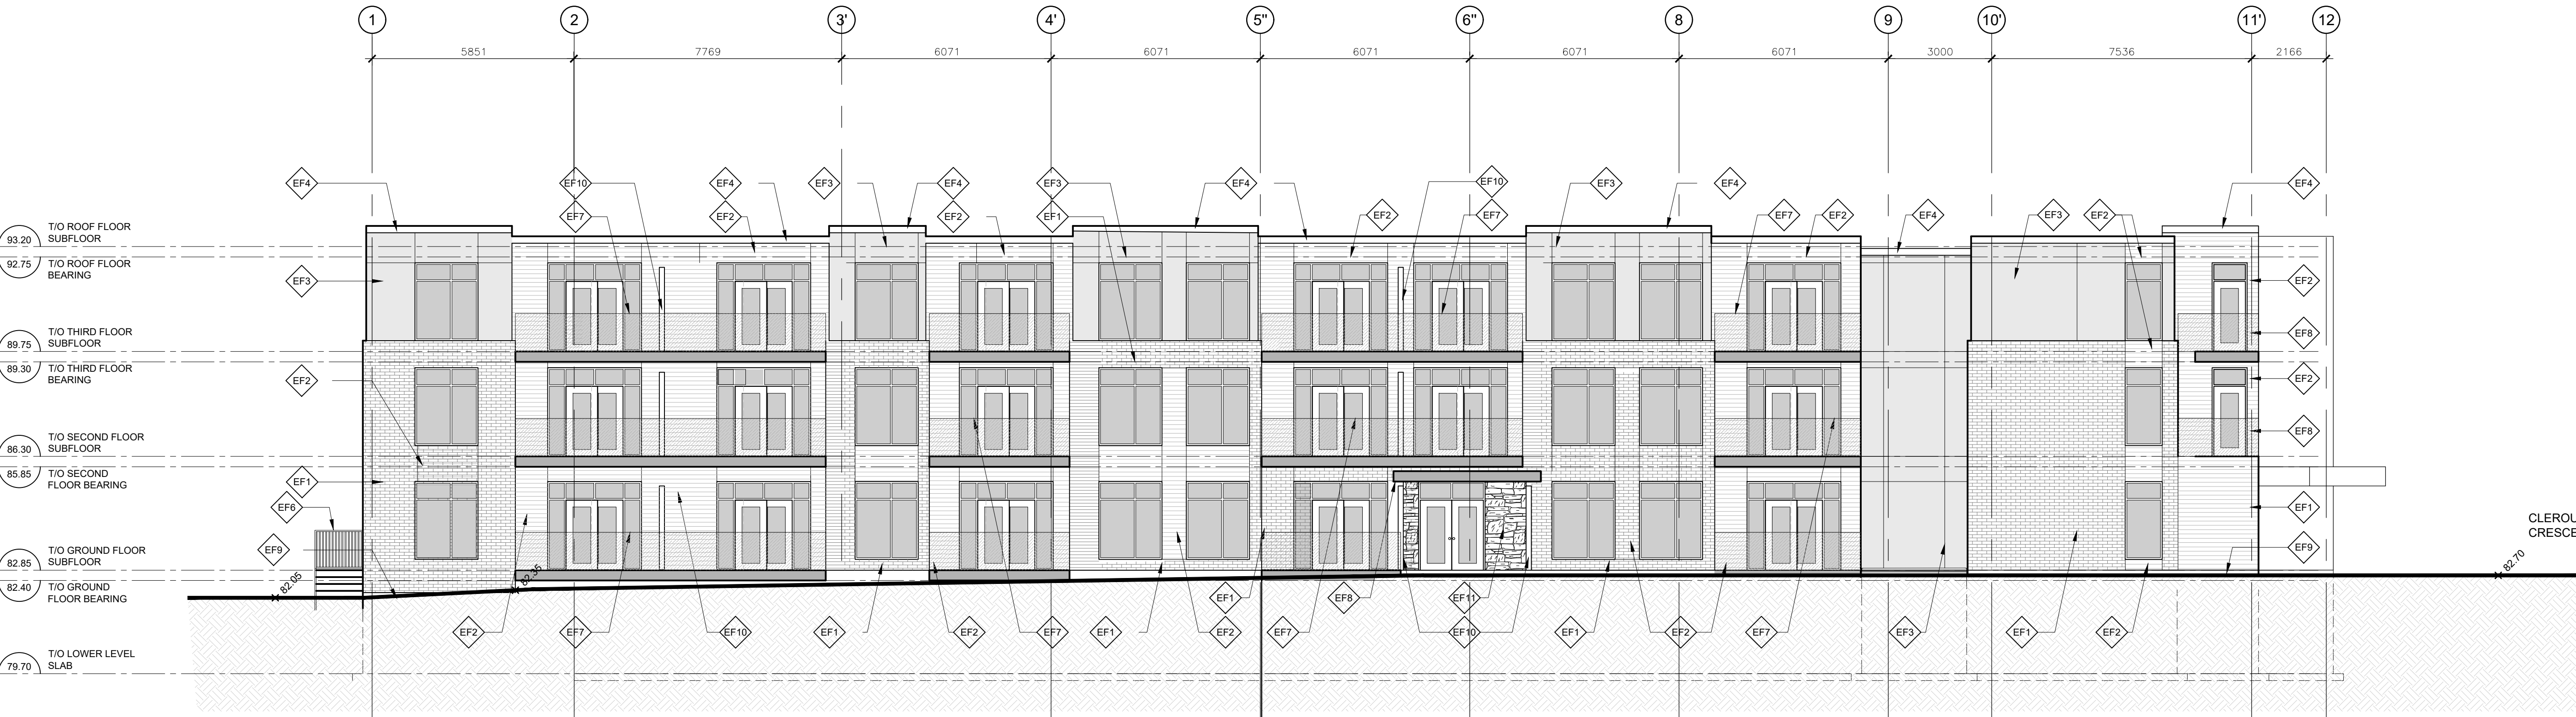 1 2 3' 4' 5" 6" 8 9 10' 11' 12
5851 7769 6071 6071 6071 6071 6071 3000 7536 2166
EF4 EF10 EF4 EF3 EF4 EF3 EF4 EF10 EF3 EF4 EF4
EF7 EF2 EF2 EF1 EF2 EF7 EF7 EF2 EF4 EF3 EF2
93.20 T/O ROOF FLOOR
SUBFLOOR
92.75 T/O ROOF FLOOR
BEARING
EF3 EF2
89.75 T/O THIRD FLOOR
SUBFLOOR
EF8
89.30 T/O THIRD FLOOR
BEARING
EF2 EF2
86.30 T/O SECOND FLOOR
SUBFLOOR
EF8
85.85 T/O SECOND
FLOOR BEARING
EF1
EF6 EF1
CLEROU
CRESCE
EF9 EF9
82.85 T/O GROUND FLOOR
SUBFLOOR
82.05 82.35 82.70
82.40 T/O GROUND
FLOOR BEARING
EF1 EF8 EF11
EF2 EF7 EF10 EF1 EF2 EF7 EF1 EF2 EF7 EF10 EF1 EF2 EF7 EF3 EF1 EF2
79.70 T/O LOWER LEVEL
SLAB